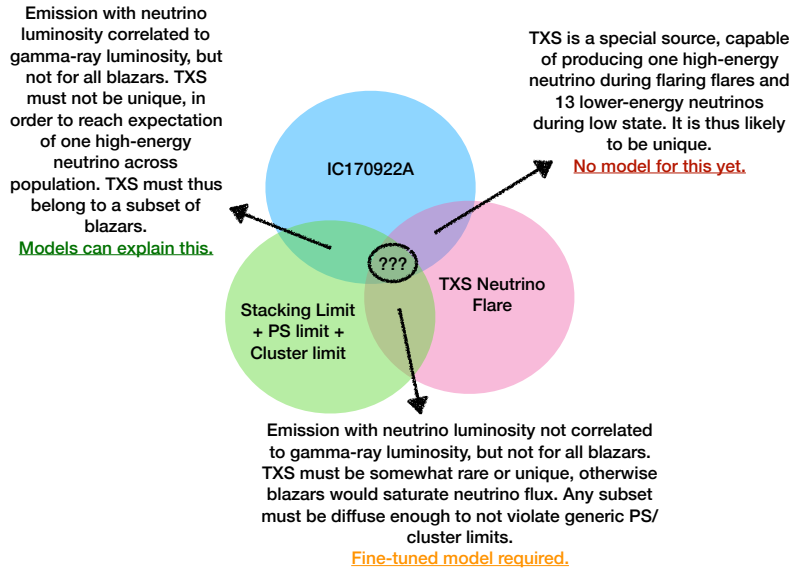 Emission with neutrino
luminosity correlated to
gamma-ray luminosity, but
not for all blazars. TXS
must not be unique, in
order to reach expectation
of one high-energy
neutrino across
population. TXS must thus
belong to a subset of
blazars.
Models can explain this.
TXS is a special source, capable
of producing one high-energy
neutrino during flaring flares and
13 lower-energy neutrinos
during low state. It is thus likely
to be unique.
No model for this yet.
IC170922A
???
TXS Neutrino
Flare
Stacking Limit
+ PS limit +
Cluster limit
Emission with neutrino luminosity not correlated
to gamma-ray luminosity, but not for all blazars.
TXS must be somewhat rare or unique, otherwise
blazars would saturate neutrino flux. Any subset
must be diffuse enough to not violate generic PS/
cluster limits.
Fine-tuned model required.